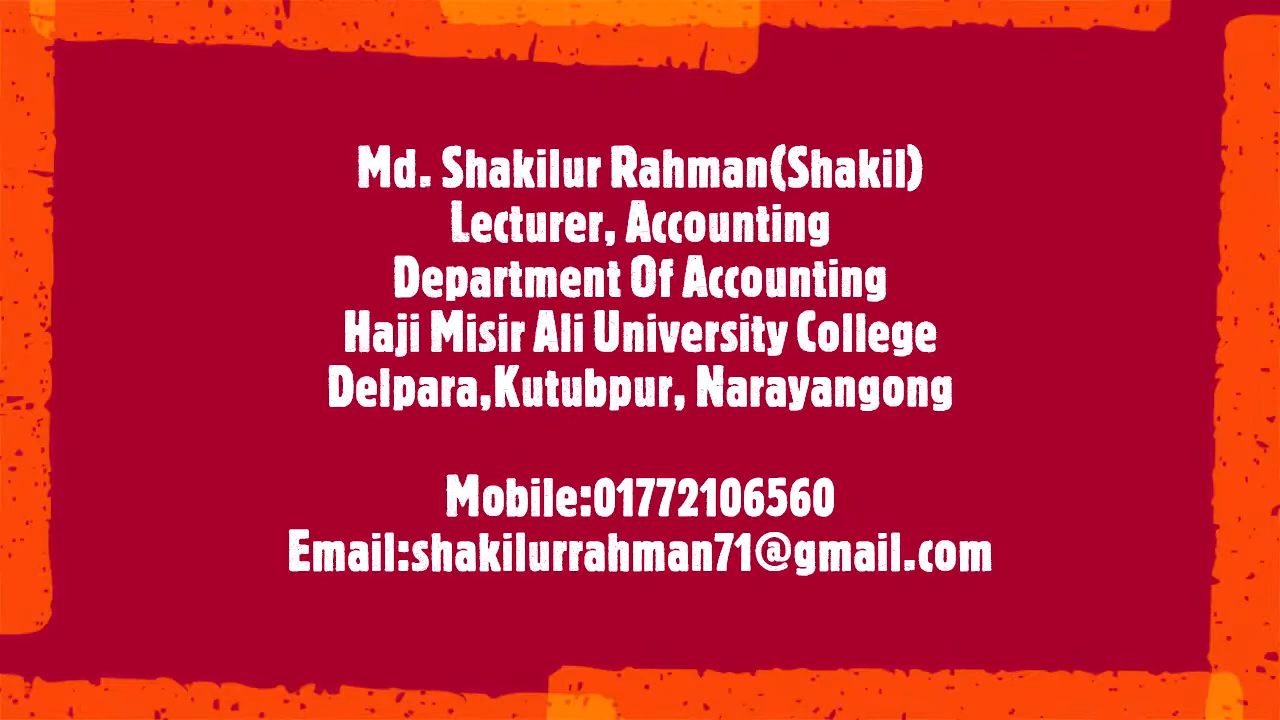 Md. Shakilur Rahman(Shakil)
Lecturer, Accounting
Department Of Accounting
Haji Misir Ali University College
Delpara,Kutubpur, Narayangong
Mobile:01772106560
Email:shakilurrahman71@gmail.com